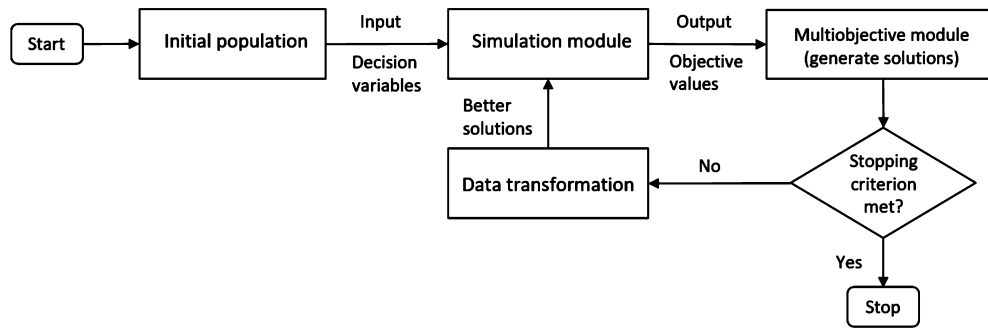 Start
Initial population
Input
Decision
variables
Simulation module
Output
Objective
values
Multiobjective module
(generate solutions)
Better
solutions
Data transformation
No
Stopping
criterion
met?
Yes
Stop